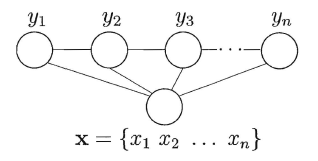 y₁ y₂ y₃ yₙ
...
x = {x₁ x₂ ... xₙ}